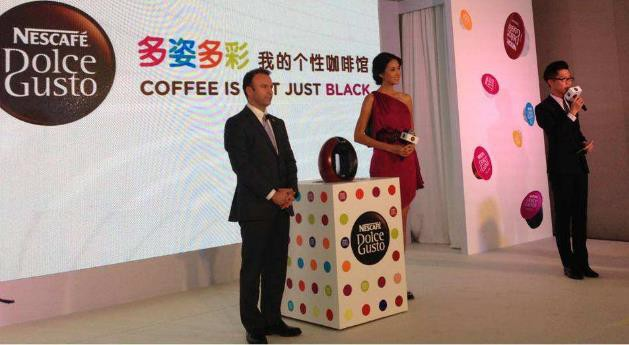 NESCAFÉ
DOLCE
GUSTO
多姿多彩 我的个性咖啡馆
COFFEE IS NOT JUST BLACK
NESCAFÉ
Dolce
Gusto